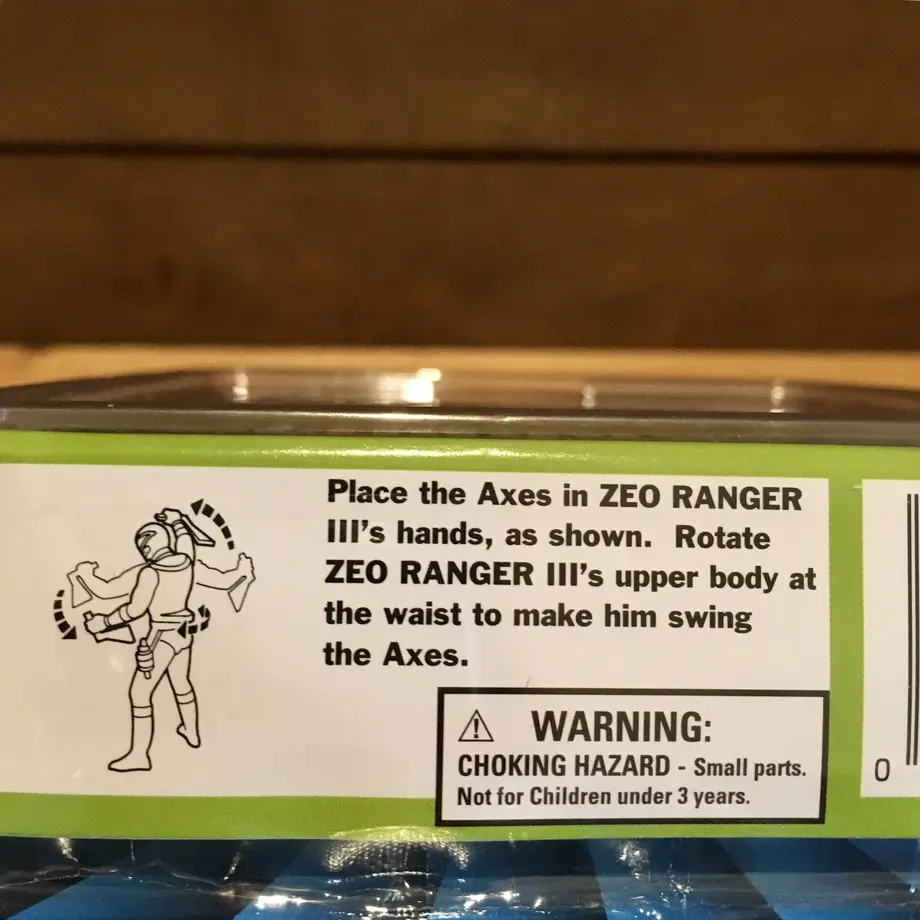 Place the Axes in ZEO RANGER
III's hands, as shown. Rotate
ZEO RANGER III's upper body at
the waist to make him swing
the Axes.
WARNING:
CHOKING HAZARD - Small parts.
Not for Children under 3 years.
0